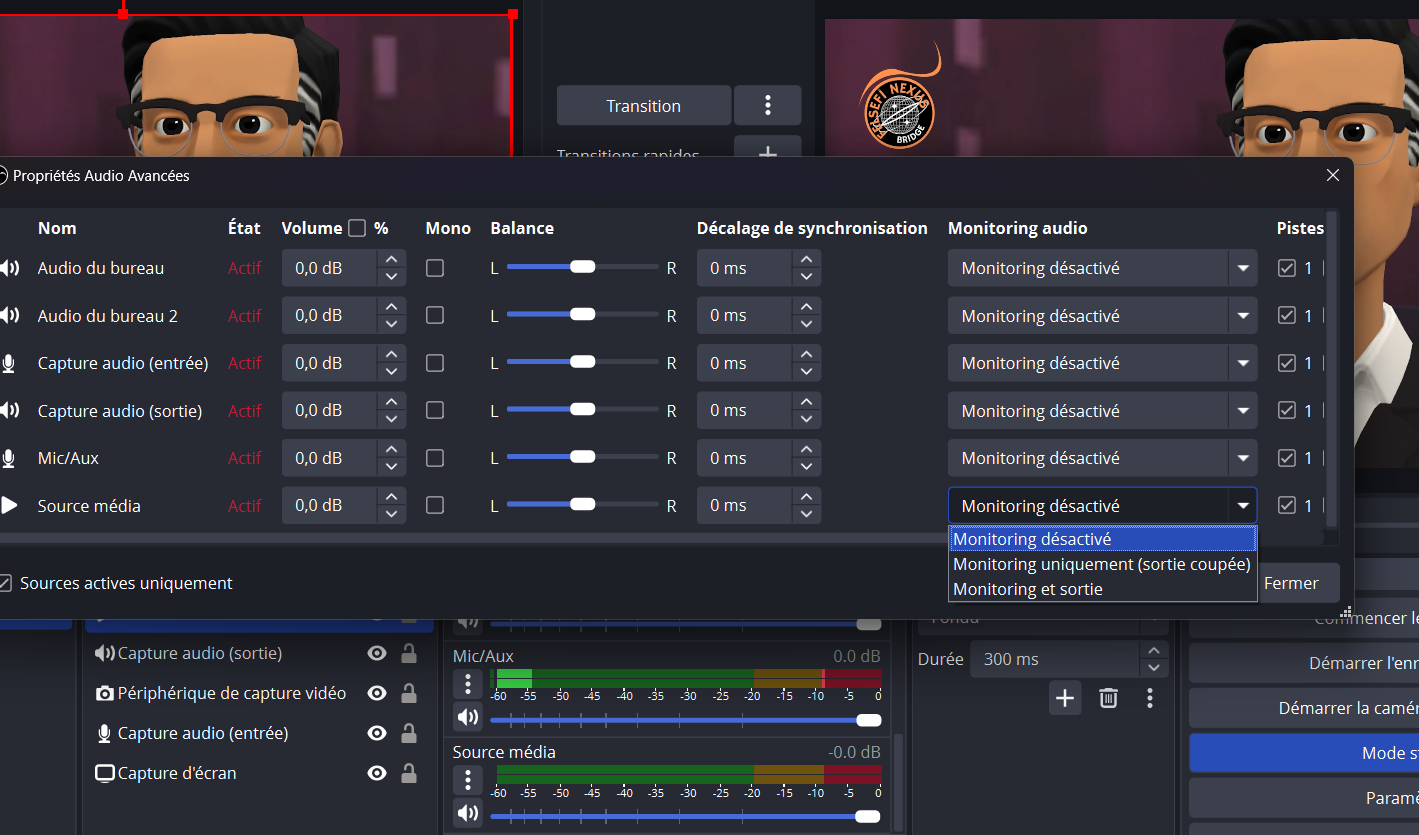 Transition
Transitions rapides
FELSEFI NEXUS
BRIDGE
Propriétés Audio Avancées
Nom État Volume % Mono Balance Décalage de synchronisation Monitoring audio Pistes
Audio du bureau Actif 0,0 dB L R 0 ms Monitoring désactivé 1
Audio du bureau 2 Actif 0,0 dB L R 0 ms Monitoring désactivé 1
Capture audio (entrée) Actif 0,0 dB L R 0 ms Monitoring désactivé 1
Capture audio (sortie) Actif 0,0 dB L R 0 ms Monitoring désactivé 1
Mic/Aux Actif 0,0 dB L R 0 ms Monitoring désactivé 1
Source média Actif 0,0 dB L R 0 ms Monitoring désactivé 1
Monitoring désactivé
Monitoring uniquement (sortie coupée)
Monitoring et sortie
Sources actives uniquement
Fermer
Capture audio (sortie)
Périphérique de capture vidéo
Capture audio (entrée)
Capture d'écran
Mic/Aux 0.0 dB
-60 -55 -50 -45 -40 -35 -30 -25 -20 -15 -10 -5 0
Source média -0.0 dB
-60 -55 -50 -45 -40 -35 -30 -25 -20 -15 -10 -5 0
Durée 300 ms
Commencer le
Démarrer l'enr
Démarrer la camér
Mode st
Paramè